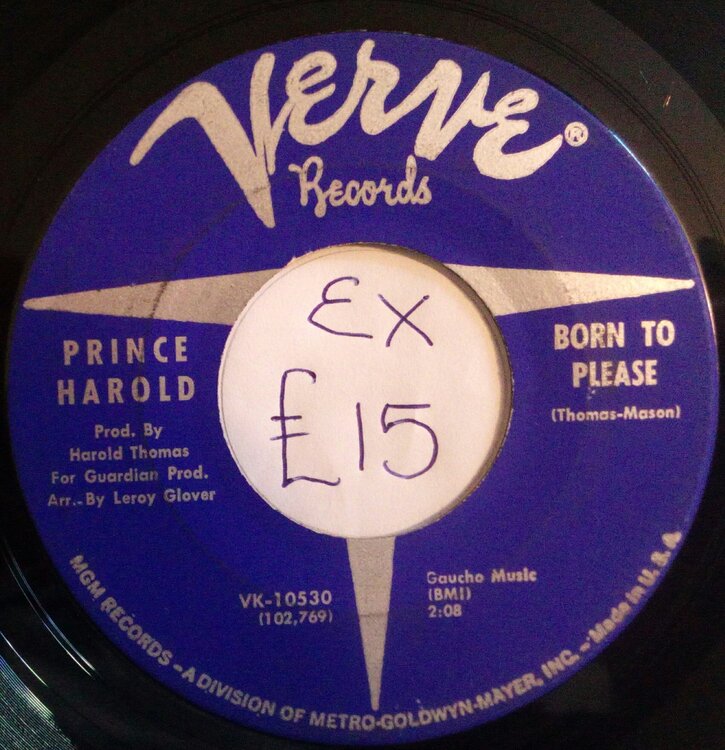 Verve®
Records
PRINCE
HAROLD
Prod. By
Harold Thomas
For Guardian Prod.
Arr.-By Leroy Glover
EX
£15
BORN TO
PLEASE
(Thomas-Mason)
VK-10530
(102,769)
Gaucho Music
(BMI)
2:08
MGM RECORDS – A DIVISION OF METRO-GOLDWYN-MAYER, INC. – Made in U. S. A.